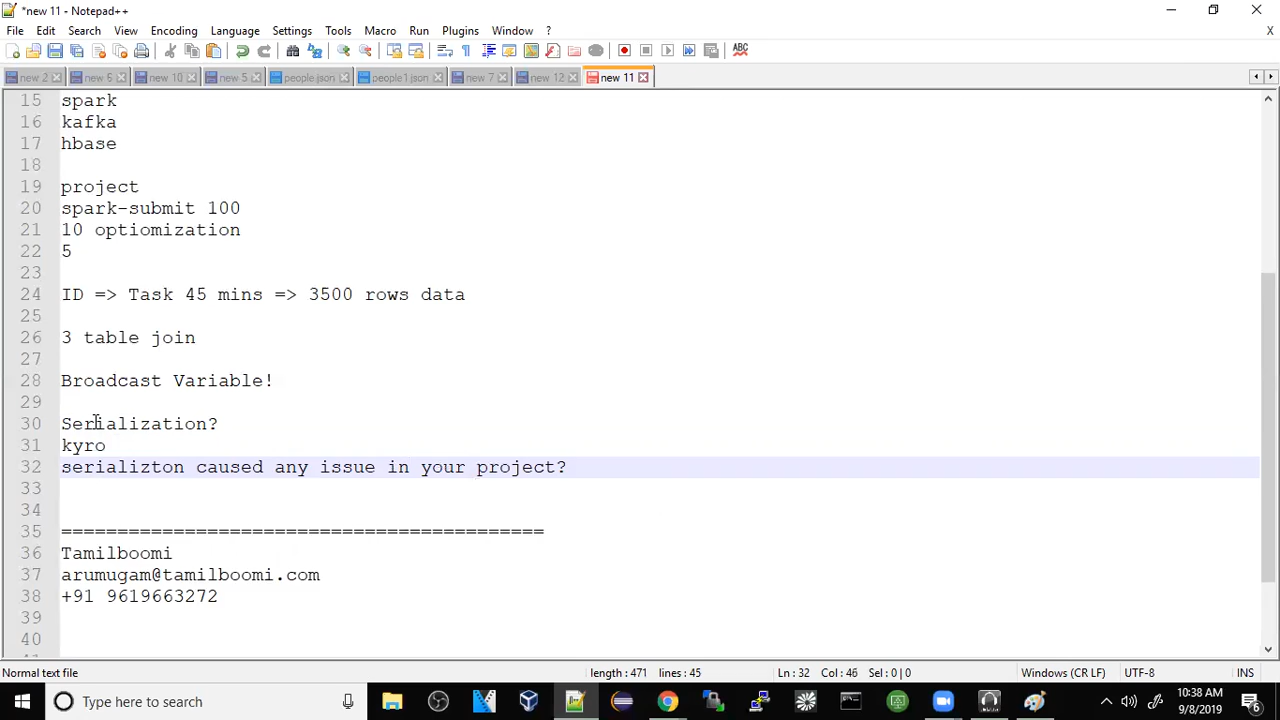 *new 11 - Notepad++
File Edit Search View Encoding Language Settings Tools Macro Run Plugins Window ?
X
ABC
new 2 new 6 new 10 new 5 people.json people1.json new 7 new 12 new 11
15 spark
16 kafka
17 hbase
18
19 project
20 spark-submit 100
21 10 optiomization
22 5
23
24 ID => Task 45 mins => 3500 rows data
25
26 3 table join
27
28 Broadcast Variable!
29
30 Serialization?
31 kyro
32 serializton caused any issue in your project?
33
34
35 ===========================================
36 Tamilboomi
37 arumugam@tamilboomi.com
38 +91 9619663272
39
40
Normal text file length : 471 lines : 45 Ln : 32 Col : 46 Sel : 0 | 0 Windows (CR LF) UTF-8 INS
Type here to search
10:38 AM
9/8/2019
6